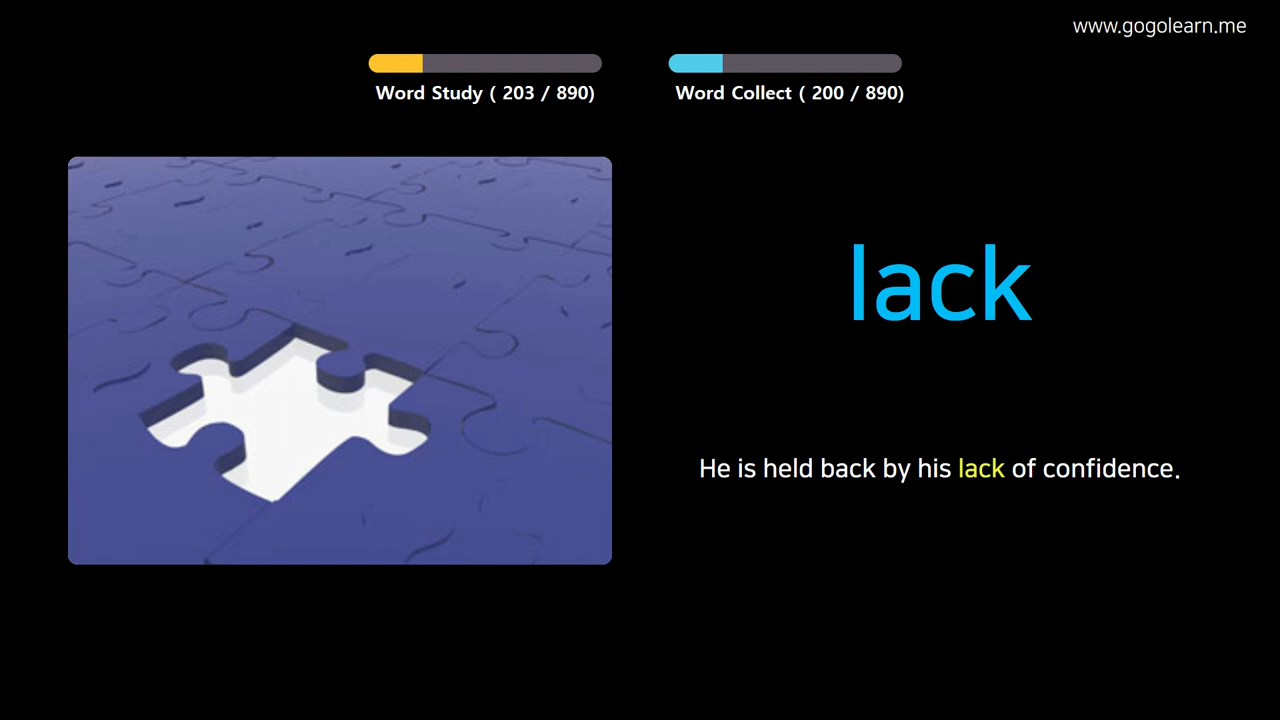 www.gogolearn.me
Word Study ( 203 / 890)
Word Collect ( 200 / 890)
lack
He is held back by his lack of confidence.